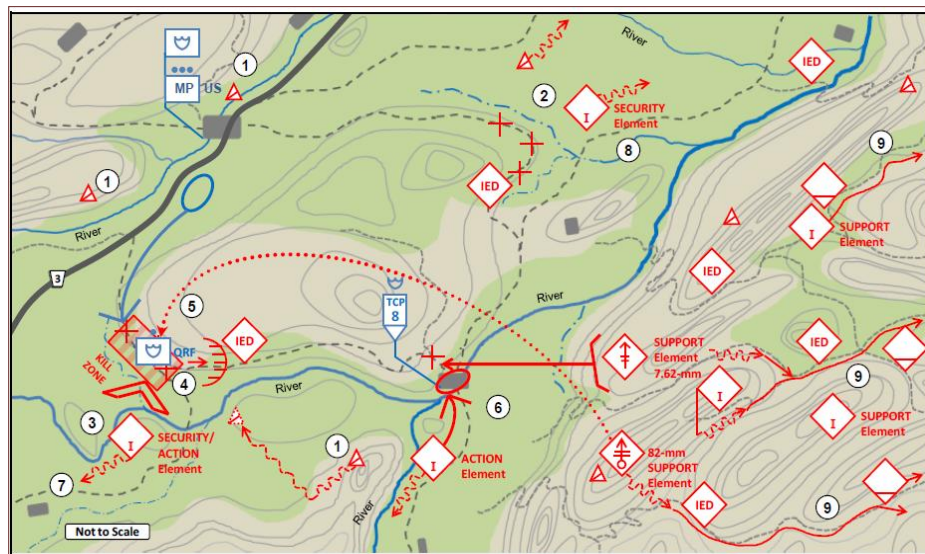 1
MP
US
2
IED
River
I
SECURITY
Element
8
9
1
IED
I
SUPPORT
Element
River
3
5
TCP
8
IED
River
IED
KILL
ZONE
QRF
4
IED
SUPPORT
Element
7.62-mm
I
9
River
6
3
I
SECURITY/
ACTION
Element
I
SUPPORT
Element
1
I
ACTION
Element
82-mm
SUPPORT
Element
7
IED
9
River
Not to Scale